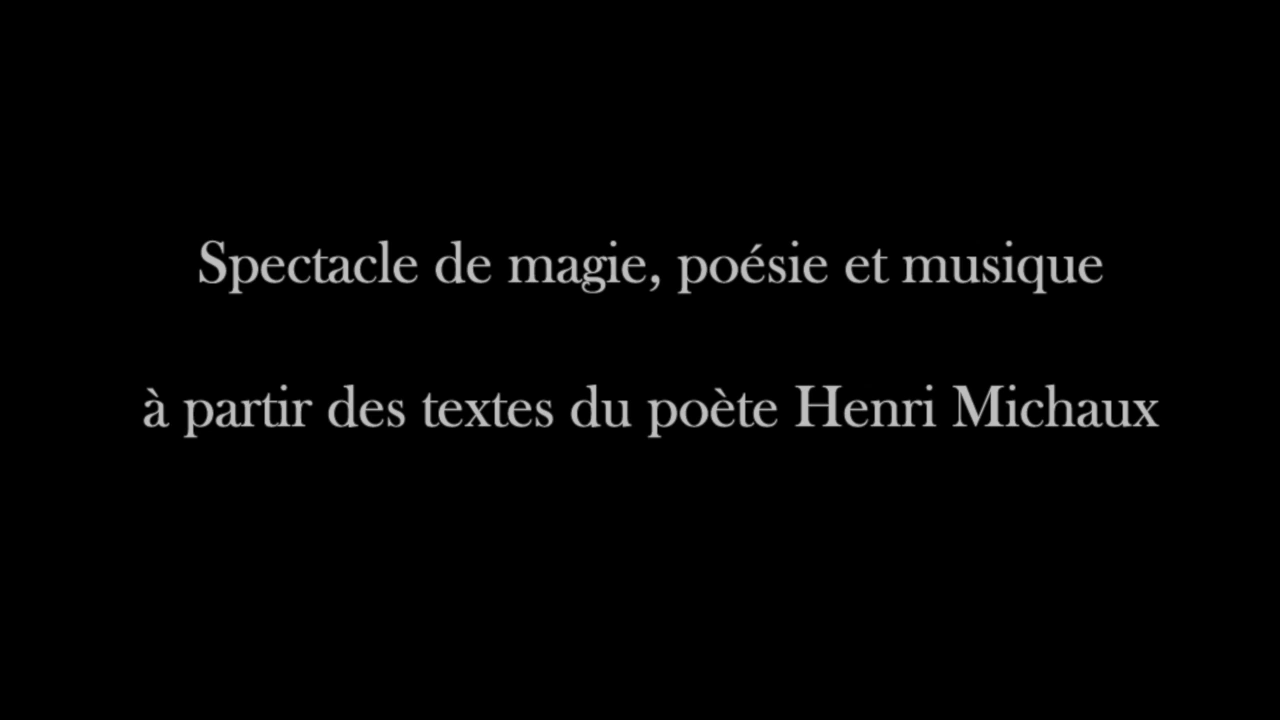 Spectacle de magie, poésie et musique
à partir des textes du poète Henri Michaux